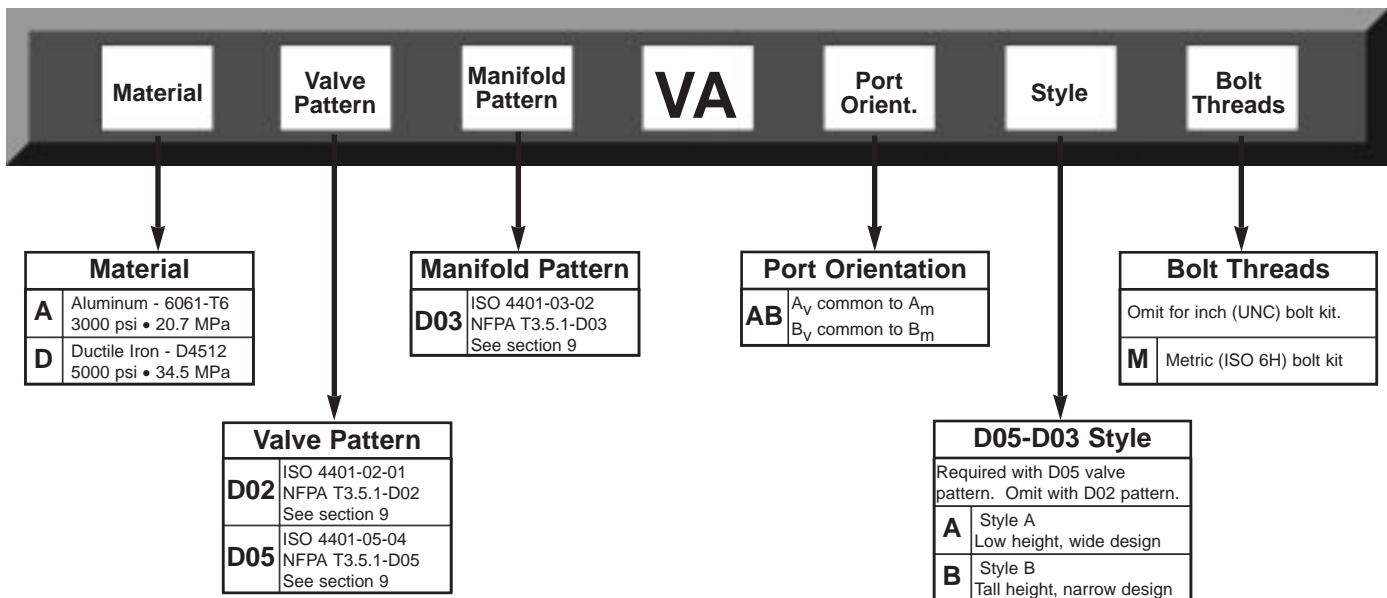 Material
Valve
Pattern
Manifold
Pattern
VA
Port
Orient.
Style
Bolt
Threads
Material
A
Aluminum - 6061-T6
3000 psi • 20.7 MPa
D
Ductile Iron - D4512
5000 psi • 34.5 MPa
Valve Pattern
D02
ISO 4401-02-01
NFPA T3.5.1-D02
See section 9
D05
ISO 4401-05-04
NFPA T3.5.1-D05
See section 9
Manifold Pattern
D03
ISO 4401-03-02
NFPA T3.5.1-D03
See section 9
Port Orientation
AB
Av common to Am
Bv common to Bm
D05-D03 Style
Required with D05 valve
pattern. Omit with D02 pattern.
A
Style A
Low height, wide design
B
Style B
Tall height, narrow design
Bolt Threads
Omit for inch (UNC) bolt kit.
M
Metric (ISO 6H) bolt kit